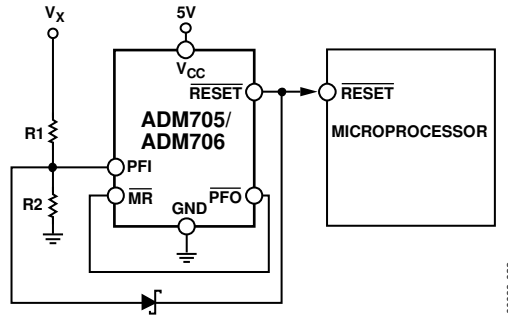 VX
5V
VCC
RESET
RESET
ADM705/
ADM706
MICROPROCESSOR
R1
PFI
R2
MR
PFO
GND